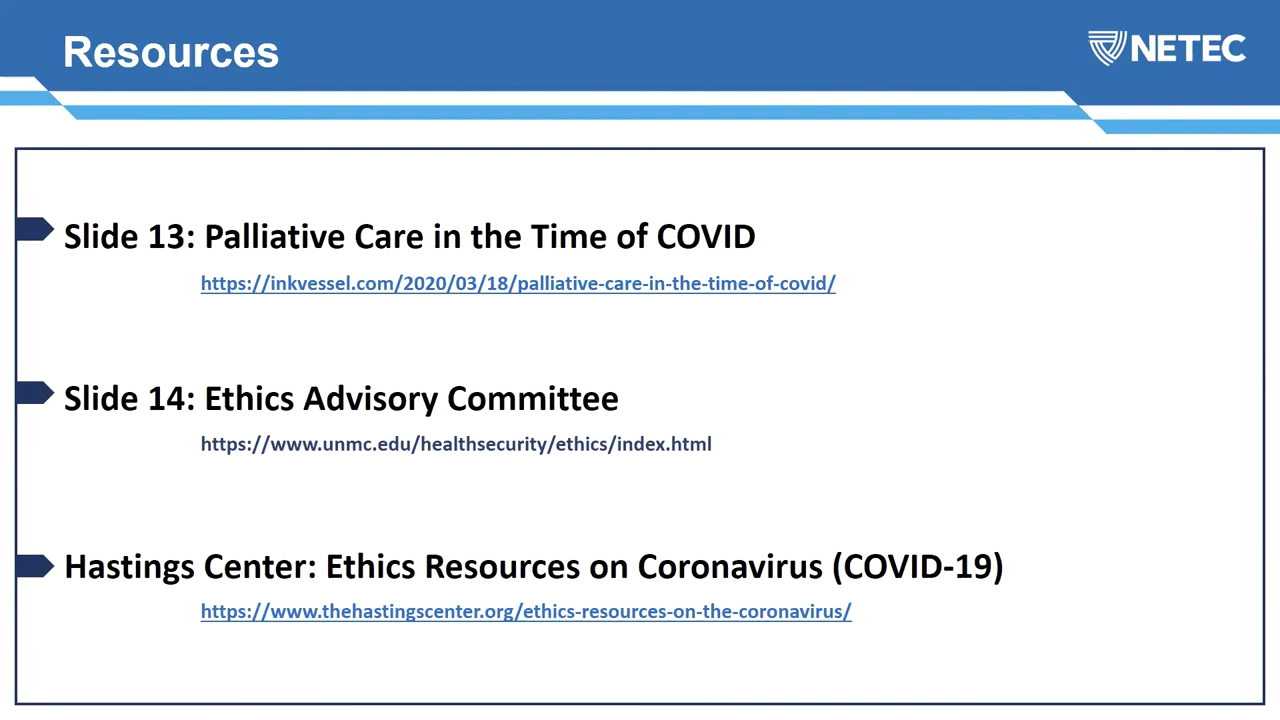 Resources
NETEC
Slide 13: Palliative Care in the Time of COVID
https://inkvessel.com/2020/03/18/palliative-care-in-the-time-of-covid/
Slide 14: Ethics Advisory Committee
https://www.unmc.edu/healthsecurity/ethics/index.html
Hastings Center: Ethics Resources on Coronavirus (COVID-19)
https://www.thehastingscenter.org/ethics-resources-on-the-coronavirus/